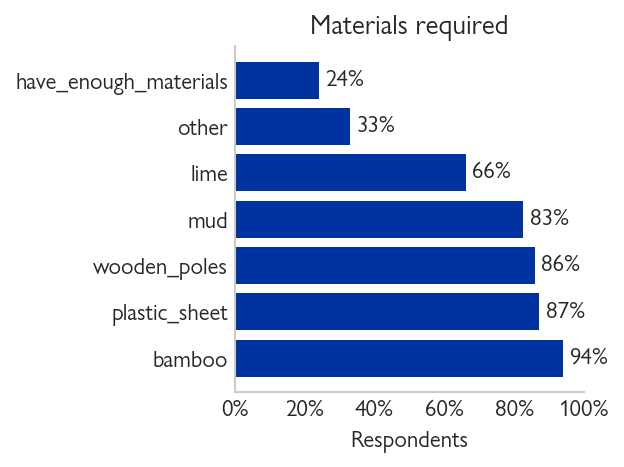 Materials required
have_enough_materials 24%
other 33%
lime 66%
mud 83%
wooden_poles 86%
plastic_sheet 87%
bamboo 94%
0% 20% 40% 60% 80% 100%
Respondents